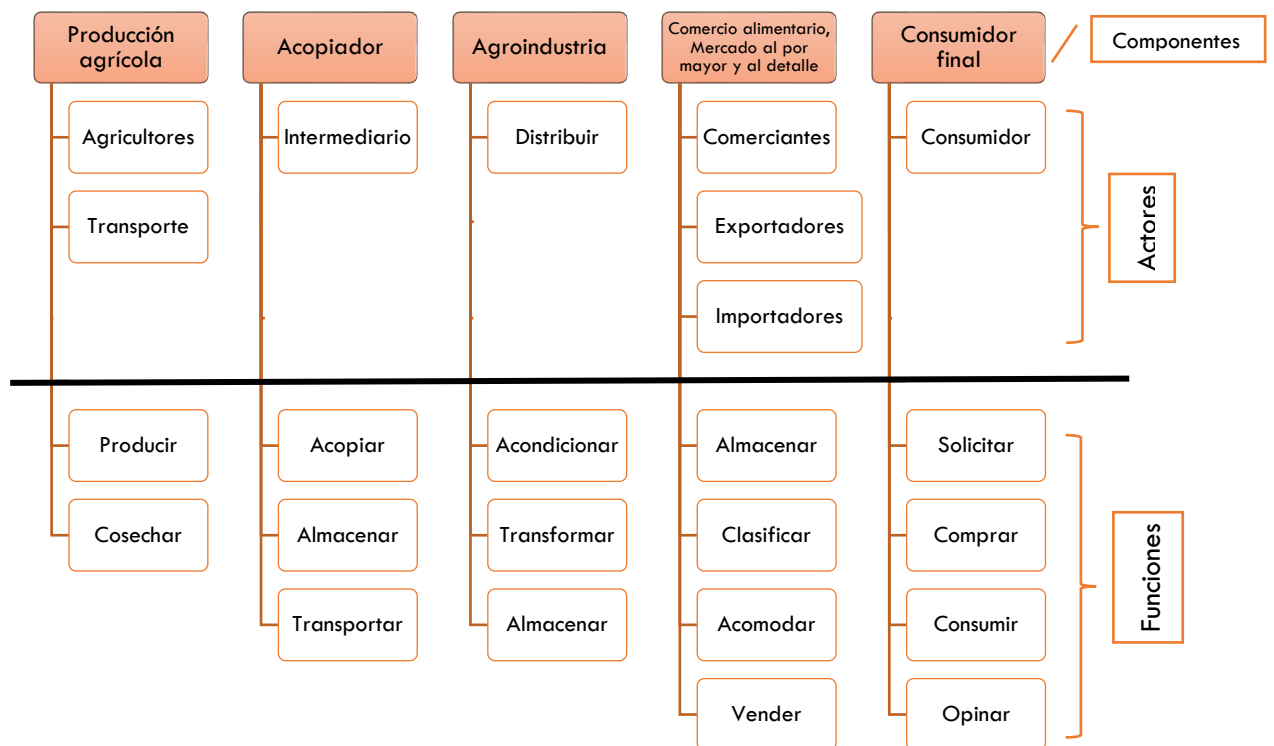 Producción
agrícola
Acopiador
Agroindustria
Comercio alimentario,
Mercado al por
mayor y al detalle
Consumidor
final
Componentes
Agricultores
Intermediario
Distribuir
Comerciantes
Consumidor
Transporte
Exportadores
Importadores
Actores
Producir
Acopiar
Acondicionar
Almacenar
Solicitar
Cosechar
Almacenar
Transformar
Clasificar
Comprar
Transportar
Almacenar
Acomodar
Consumir
Vender
Opinar
Funciones